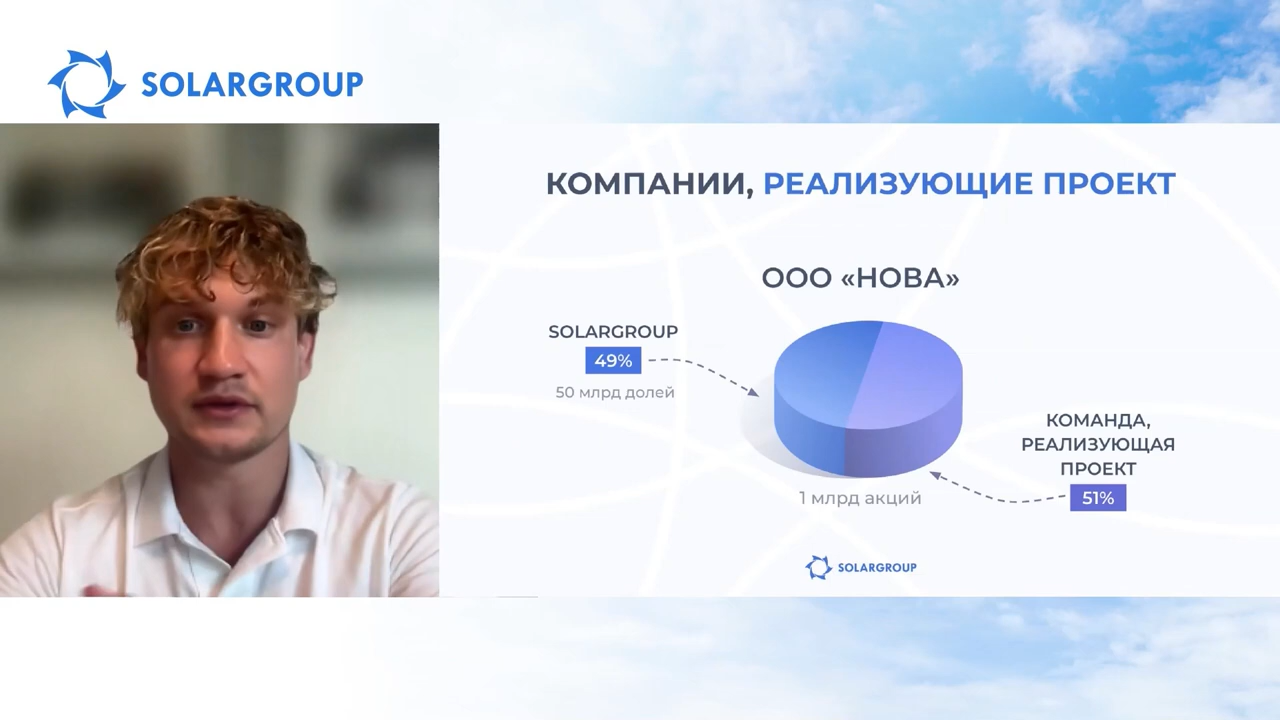 SOLARGROUP
КОМПАНИИ, РЕАЛИЗУЮЩИЕ ПРОЕКТ
ООО «НОВА»
SOLARGROUP
49%
50 млрд долей
КОМАНДА,
РЕАЛИЗУЮЩАЯ
ПРОЕКТ
51%
1 млрд акций
SOLARGROUP